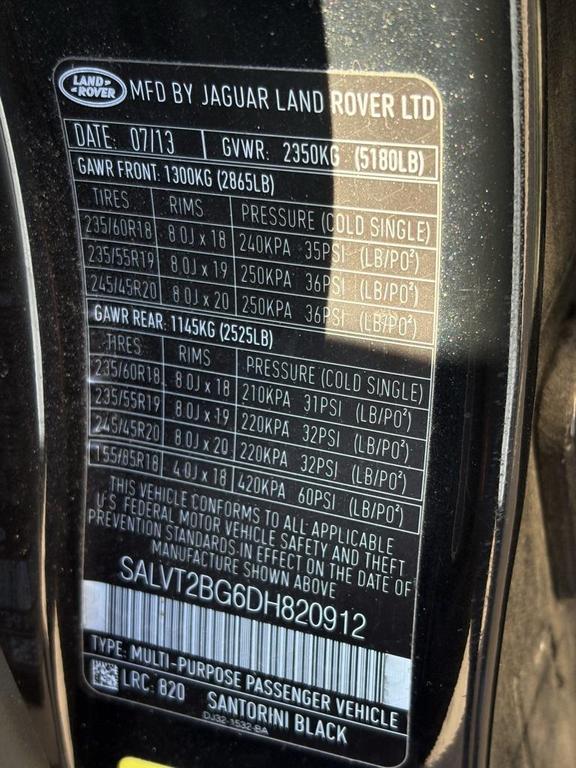 LAND ROVER MFD BY JAGUAR LAND ROVER LTD
DATE: 07/13 GVWR: 2350KG (5180LB)
GAWR FRONT: 1300KG (2865LB)
TIRES RIMS PRESSURE (COLD SINGLE)
235/60R18 8.0J x 18 240KPA 35PSI (LB/PO²)
235/55R19 8.0J x 19 250KPA 36PSI (LB/PO²)
245/45R20 8.0J x 20 250KPA 36PSI (LB/PO²)
GAWR REAR: 1145KG (2525LB)
TIRES RIMS PRESSURE (COLD SINGLE)
235/60R18 8.0J x 18 210KPA 31PSI (LB/PO²)
235/55R19 8.0J x 19 220KPA 32PSI (LB/PO²)
245/45R20 8.0J x 20 220KPA 32PSI (LB/PO²)
155/85R18 4.0J x 18 420KPA 60PSI (LB/PO²)
THIS VEHICLE CONFORMS TO ALL APPLICABLE
U.S. FEDERAL MOTOR VEHICLE SAFETY AND THEFT
PREVENTION STANDARDS IN EFFECT ON THE DATE OF
MANUFACTURE SHOWN ABOVE
SALVT2BG6DH820912
TYPE: MULTI-PURPOSE PASSENGER VEHICLE
LRC: 820 SANTORINI BLACK
DJ32-1532-BA